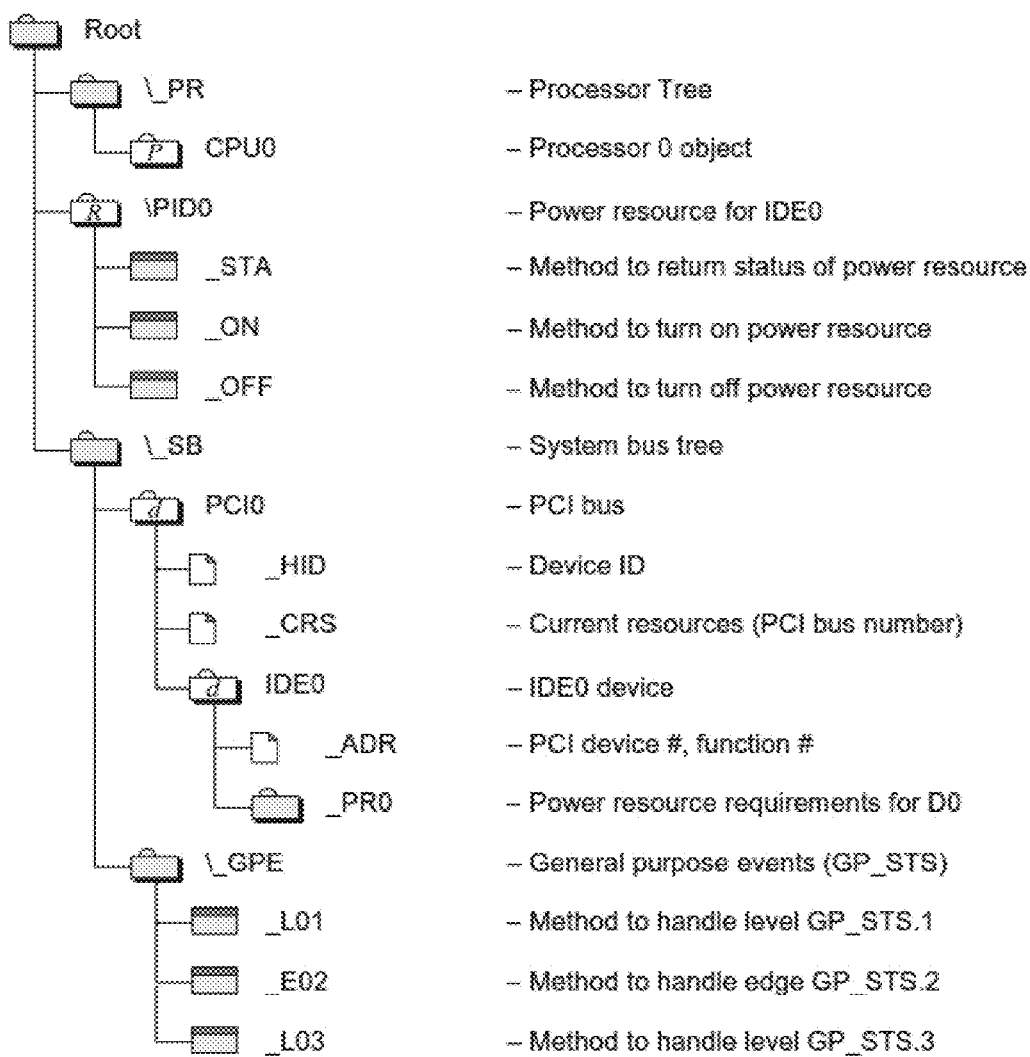 Root
\_PR – Processor Tree
P CPU0 – Processor 0 object
R \PID0 – Power resource for IDE0
_STA – Method to return status of power resource
_ON – Method to turn on power resource
_OFF – Method to turn off power resource
\_SB – System bus tree
d PCI0 – PCI bus
_HID – Device ID
_CRS – Current resources (PCI bus number)
d IDE0 – IDE0 device
_ADR – PCI device #, function #
_PR0 – Power resource requirements for D0
\_GPE – General purpose events (GP_STS)
_L01 – Method to handle level GP_STS.1
_E02 – Method to handle edge GP_STS.2
_L03 – Method to handle level GP_STS.3